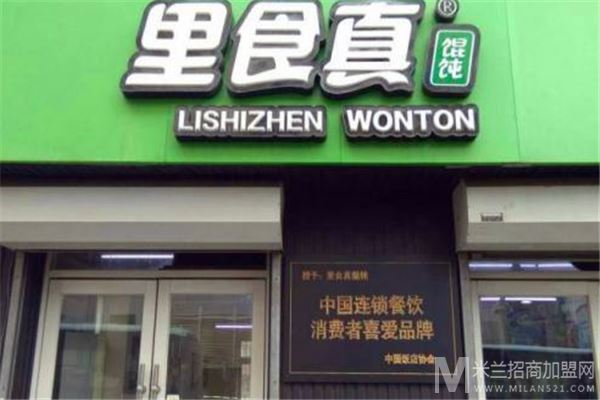 里食真®
馄饨
LISHIZHEN WONTON
授予：里食真馄饨
中国连锁餐饮
消费者喜爱品牌
中国饭店协会
M 米兰招商加盟网
WWW.MILAN521.COM